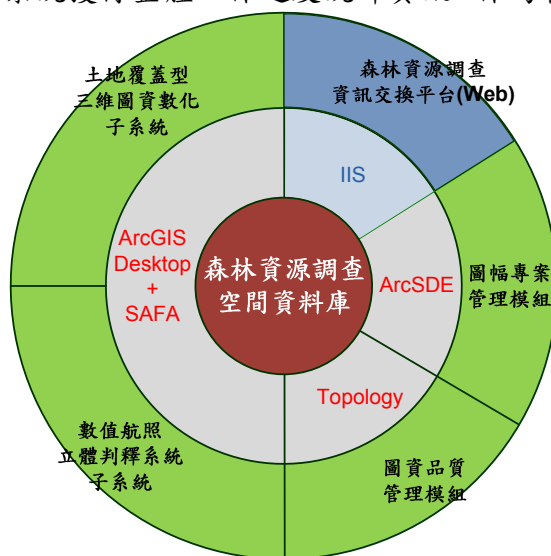 土地覆蓋型
三維圖資數化
子系統
森林資源調查
資訊交換平台(Web)
IIS
ArcGIS
Desktop
+
SAFA
森林資源調查
空間資料庫
ArcSDE
圖幅專案
管理模組
Topology
數值航照
立體判釋系統
子系統
圖資品質
管理模組